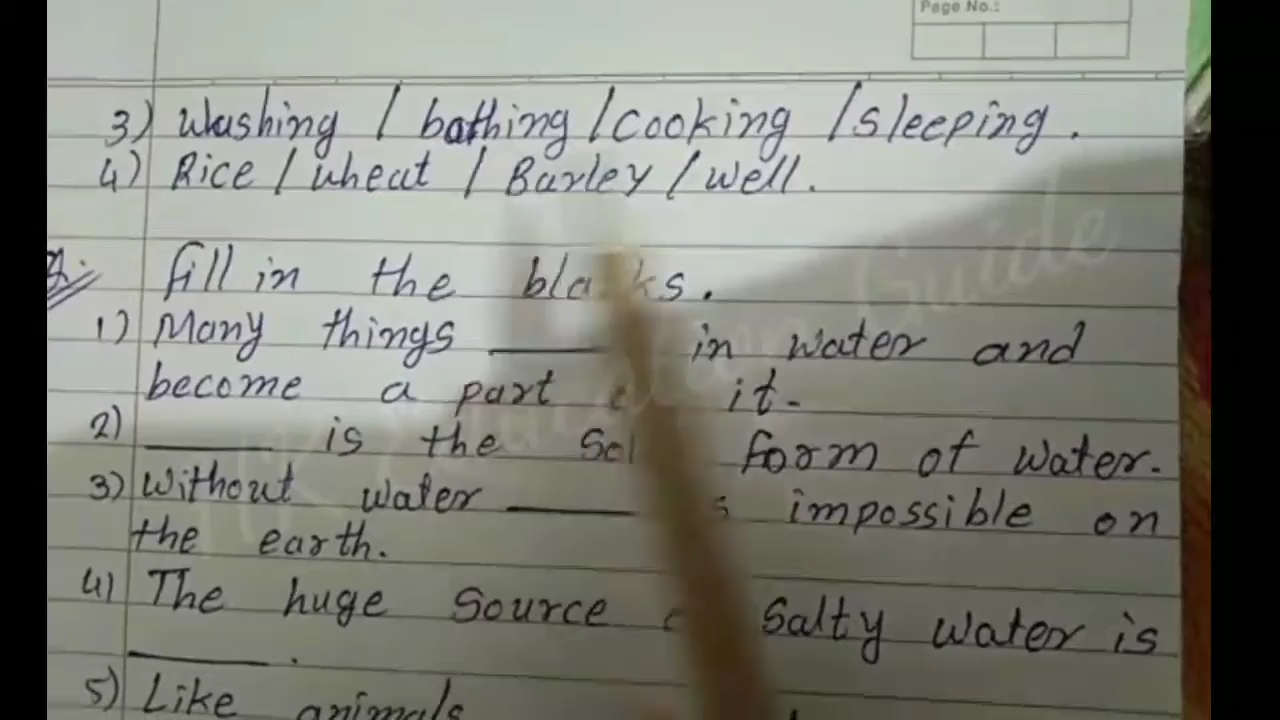 Page No.:
3) Washing / bathing / cooking / sleeping.
4) Rice / wheat / Barley / well.
fill in the blanks.
1) Many things ______ in water and
become a part it.
2) ______ is the form of water.
3) Without water ______ impossible on
the earth.
4) The huge source salty water is
______.
5) Like animals